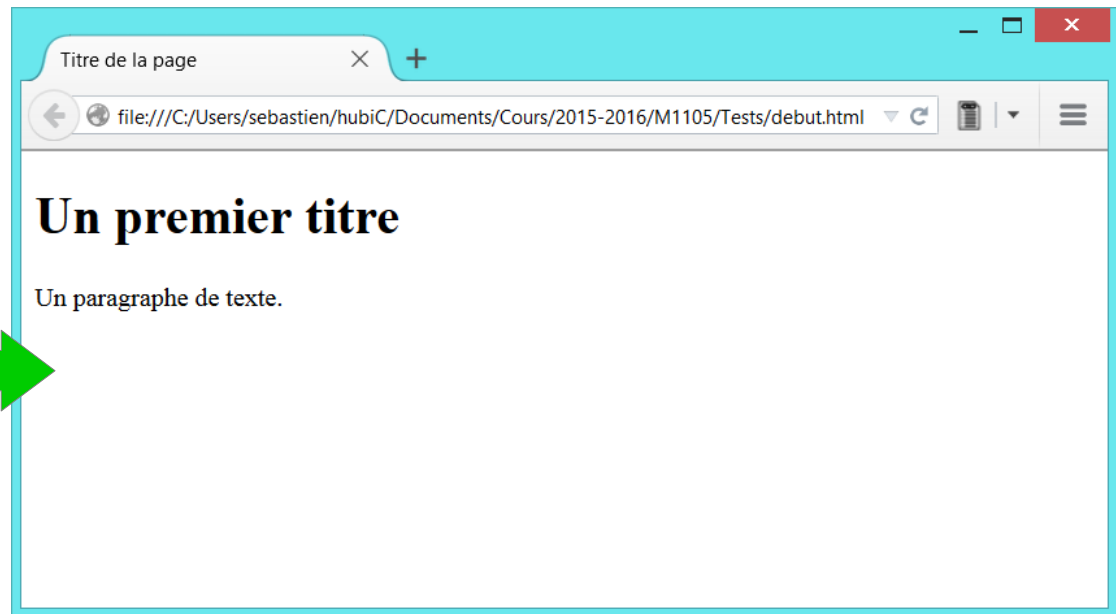 Titre de la page
file:///C:/Users/sebastien/hubiC/Documents/Cours/2015-2016/M1105/Tests/debut.html
Un premier titre
Un paragraphe de texte.